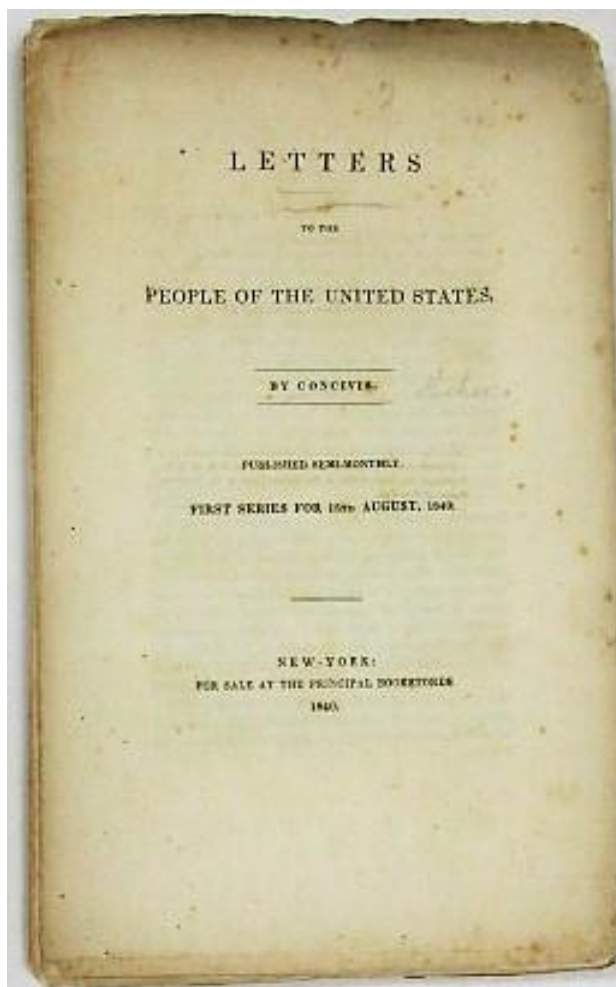 LETTERS
TO THE
PEOPLE OF THE UNITED STATES,
BY CONCIVIS.
PUBLISHED SEMI-MONTHLY.
FIRST SERIES FOR 15TH AUGUST, 1840.
NEW-YORK:
FOR SALE AT THE PRINCIPAL BOOKSTORES
1840.